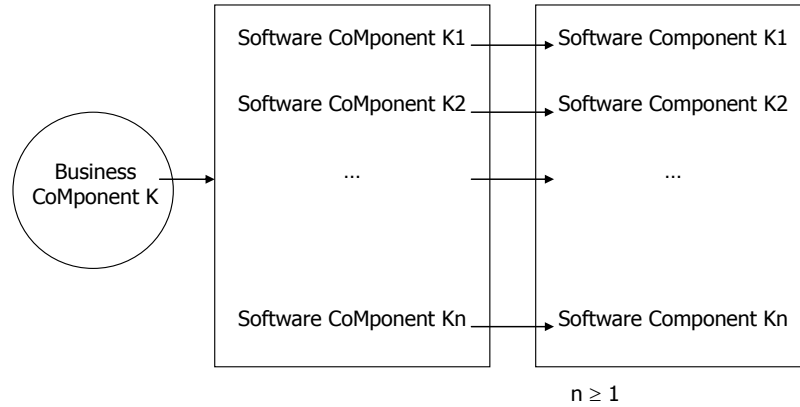 Business
CoMponent K
Software CoMponent K1
Software CoMponent K2
...
Software CoMponent Kn
Software Component K1
Software Component K2
...
Software Component Kn
n ≥ 1